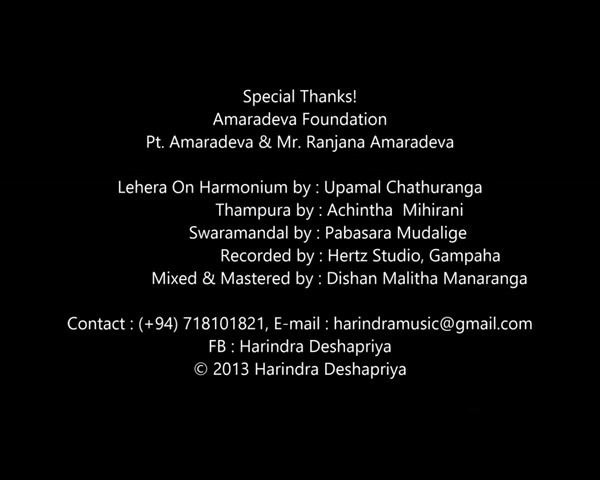 Special Thanks!
Amaradeva Foundation
Pt. Amaradeva & Mr. Ranjana Amaradeva
Lehera On Harmonium by : Upamal Chathuranga
Thampura by : Achintha Mihirani
Swaramandal by : Pabasara Mudalige
Recorded by : Hertz Studio, Gampaha
Mixed & Mastered by : Dishan Malitha Manaranga
Contact : (+94) 718101821, E-mail : harindramusic@gmail.com
FB : Harindra Deshapriya
© 2013 Harindra Deshapriya